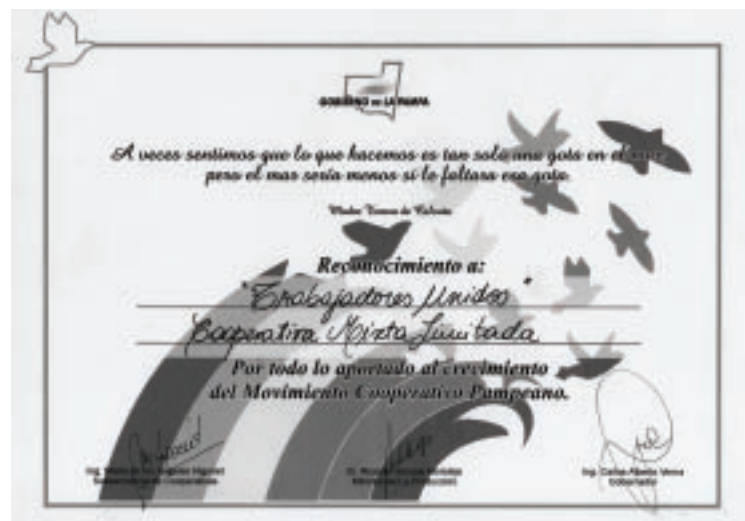 GOBIERNO DE LA PAMPA
A veces sentimos que lo que hacemos es tan solo una gota en el mar,
pero el mar sería menos si le faltara esa gota.
Madre Teresa de Calcuta
Reconocimiento a:
"Trabajadores Unidos"
Cooperativa Mixta Limitada
Por todo lo aportado al crecimiento
del Movimiento Cooperativo Pampeano.
Ing. Carlos Alberto Verna
Gobernador